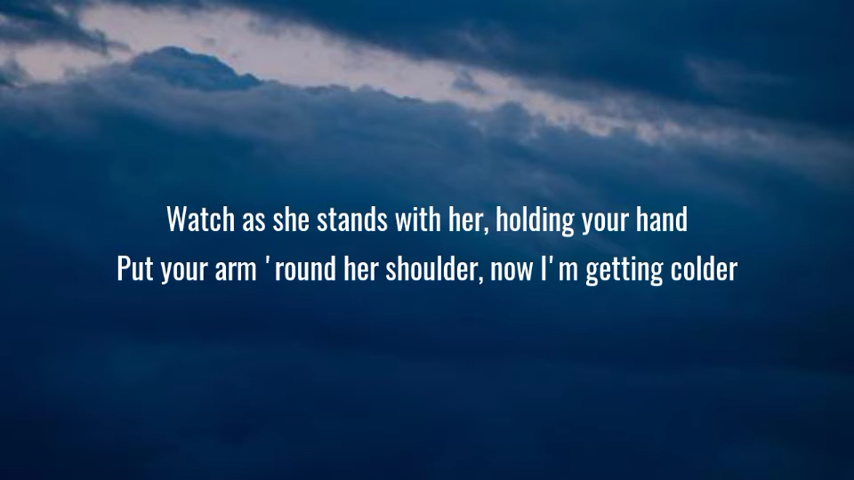 Watch as she stands with her, holding your hand
Put your arm 'round her shoulder, now I'm getting colder